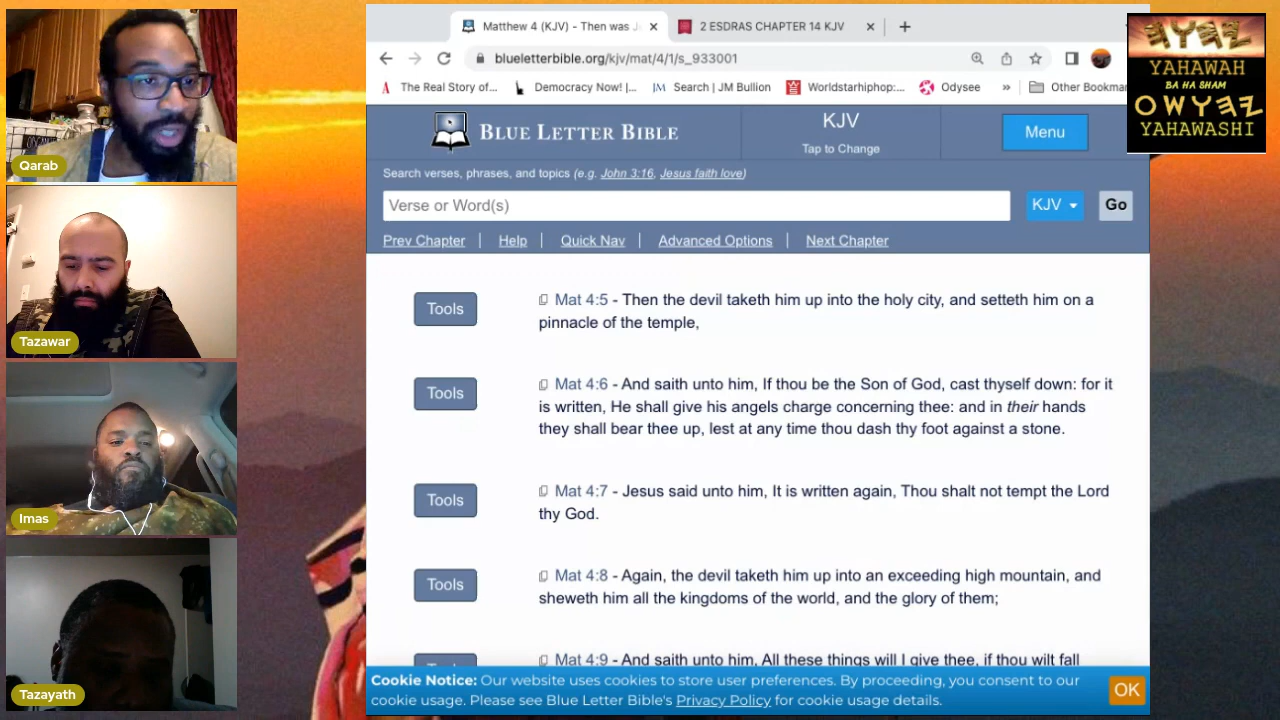 Qarab
Tazawar
Imas
Tazayath
Matthew 4 (KJV) - Then was J
2 ESDRAS CHAPTER 14 KJV
blueletterbible.org/kjv/mat/4/1/s_933001
The Real Story of...
Democracy Now! |...
Search | JM Bullion
Worldstarhiphop:...
Odysee
»
Other Bookmar
BLUE LETTER BIBLE
KJV
Tap to Change
Menu
Search verses, phrases, and topics (e.g. John 3:16, Jesus faith love)
Verse or Word(s)
KJV
Go
Prev Chapter | Help | Quick Nav | Advanced Options | Next Chapter
Tools
Mat 4:5 - Then the devil taketh him up into the holy city, and setteth him on a
pinnacle of the temple,
Tools
Mat 4:6 - And saith unto him, If thou be the Son of God, cast thyself down: for it
is written, He shall give his angels charge concerning thee: and in their hands
they shall bear thee up, lest at any time thou dash thy foot against a stone.
Tools
Mat 4:7 - Jesus said unto him, It is written again, Thou shalt not tempt the Lord
thy God.
Tools
Mat 4:8 - Again, the devil taketh him up into an exceeding high mountain, and
sheweth him all the kingdoms of the world, and the glory of them;
Tools
Mat 4:9 - And saith unto him, All these things will I give thee, if thou wilt fall
Cookie Notice: Our website uses cookies to store user preferences. By proceeding, you consent to our
cookie usage. Please see Blue Letter Bible's Privacy Policy for cookie usage details.
OK
YAHAWAH
BA HA SHAM
YAHAWASHI